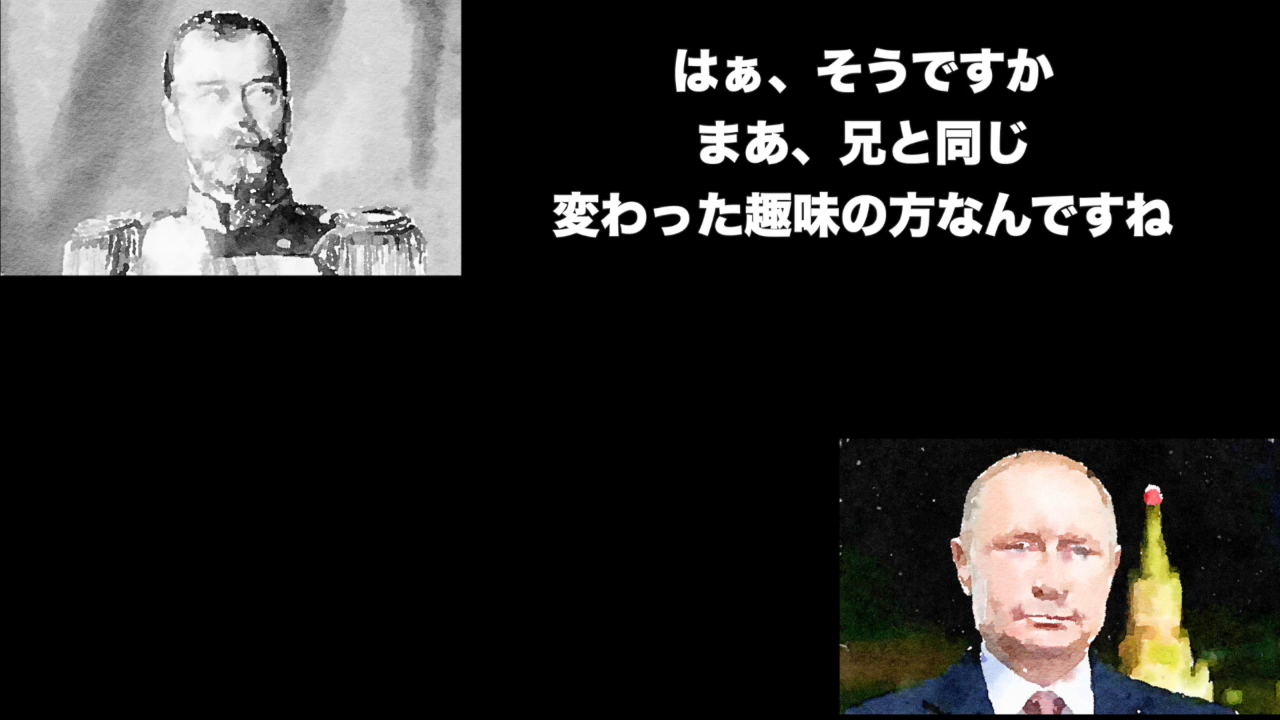 はぁ、そうですか
まあ、兄と同じ
変わった趣味の方なんですね